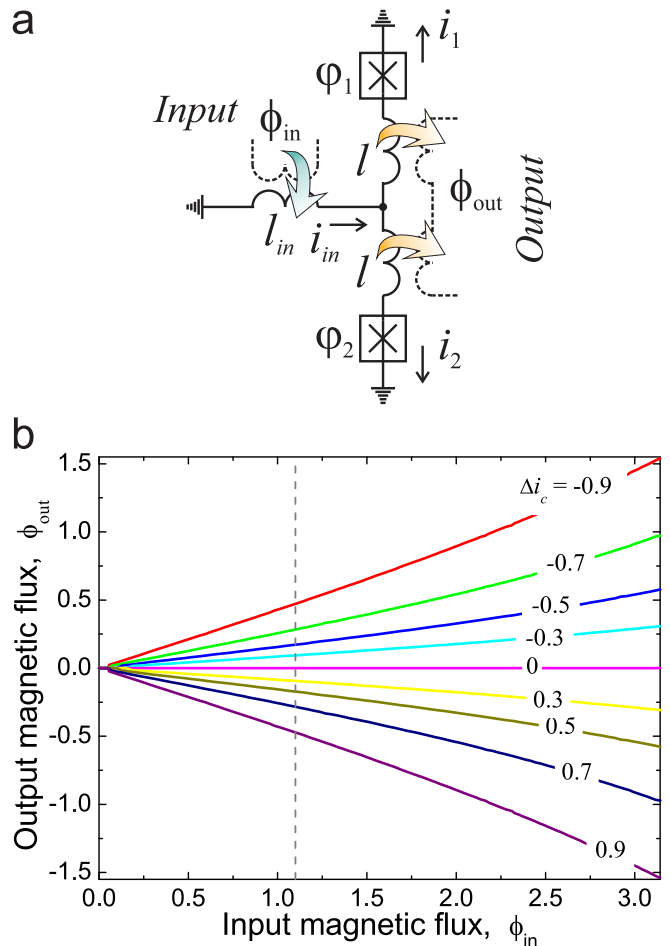 a
i₁
φ₁
Input
ϕin
l
ϕout
Output
lin
iin
l
φ₂
i₂
b
Output magnetic flux, ϕout
1.5
1.0
0.5
0.0
-0.5
-1.0
-1.5
Δic = -0.9
-0.7
-0.5
-0.3
0
0.3
0.5
0.7
0.9
0.0
0.5
1.0
1.5
2.0
2.5
3.0
Input magnetic flux, ϕin